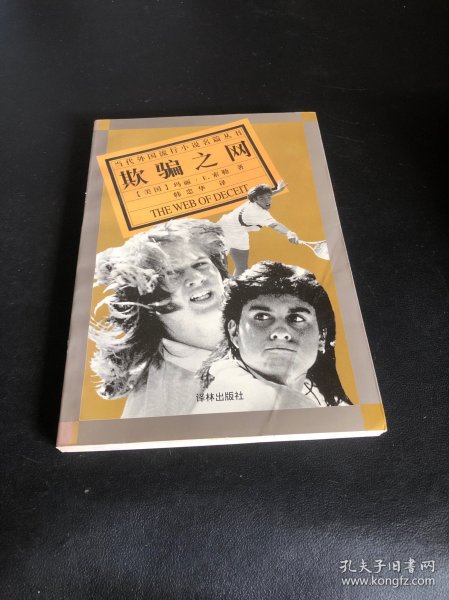 当代外国流行小说名篇丛书
欺骗之网
[美国] 玛丽·E.索勒 著
韩忠华 译
THE WEB OF DECEIT
译林出版社
孔夫子旧书网
www.kongfz.com